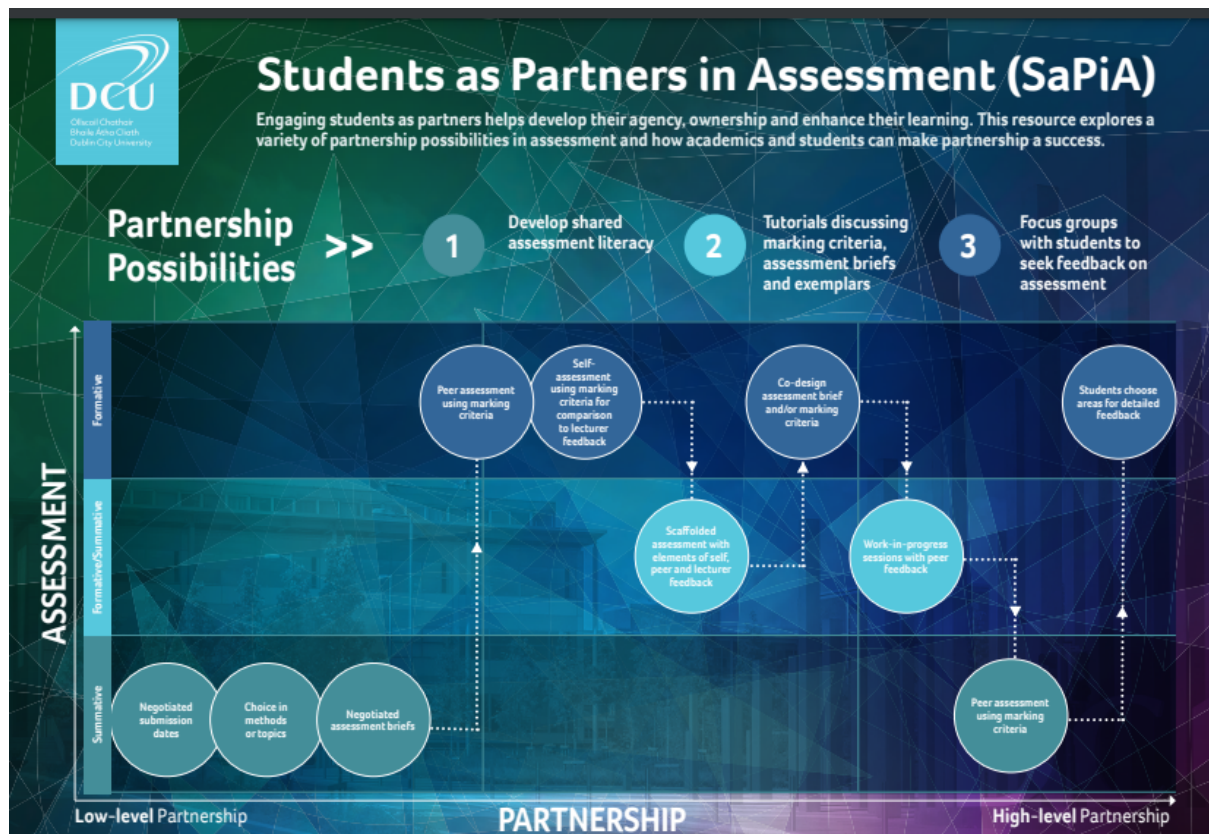 DCU
Ollscoil Chathair
Bhaile Átha Cliath
Dublin City University
Students as Partners in Assessment (SaPiA)
Engaging students as partners helps develop their agency, ownership and enhance their learning. This resource explores a
variety of partnership possibilities in assessment and how academics and students can make partnership a success.
Partnership
Possibilities
>>
1
Develop shared
assessment literacy
2
Tutorials discussing
marking criteria,
assessment briefs
and exemplars
3
Focus groups
with students to
seek feedback on
assessment
ASSESSMENT
Formative
Peer assessment
using marking
criteria
Self-
assessment
using marking
criteria for
comparison
to lecturer
feedback
Co-design
assessment brief
and/or marking
criteria
Students choose
areas for detailed
feedback
Formative/Summative
Scaffolded
assessment with
elements of self,
peer and lecturer
feedback
Work-in-progress
sessions with peer
feedback
Summative
Negotiated
submission
dates
Choice in
methods
or topics
Negotiated
assessment briefs
Peer assessment
using marking
criteria
Low-level Partnership
PARTNERSHIP
High-level Partnership